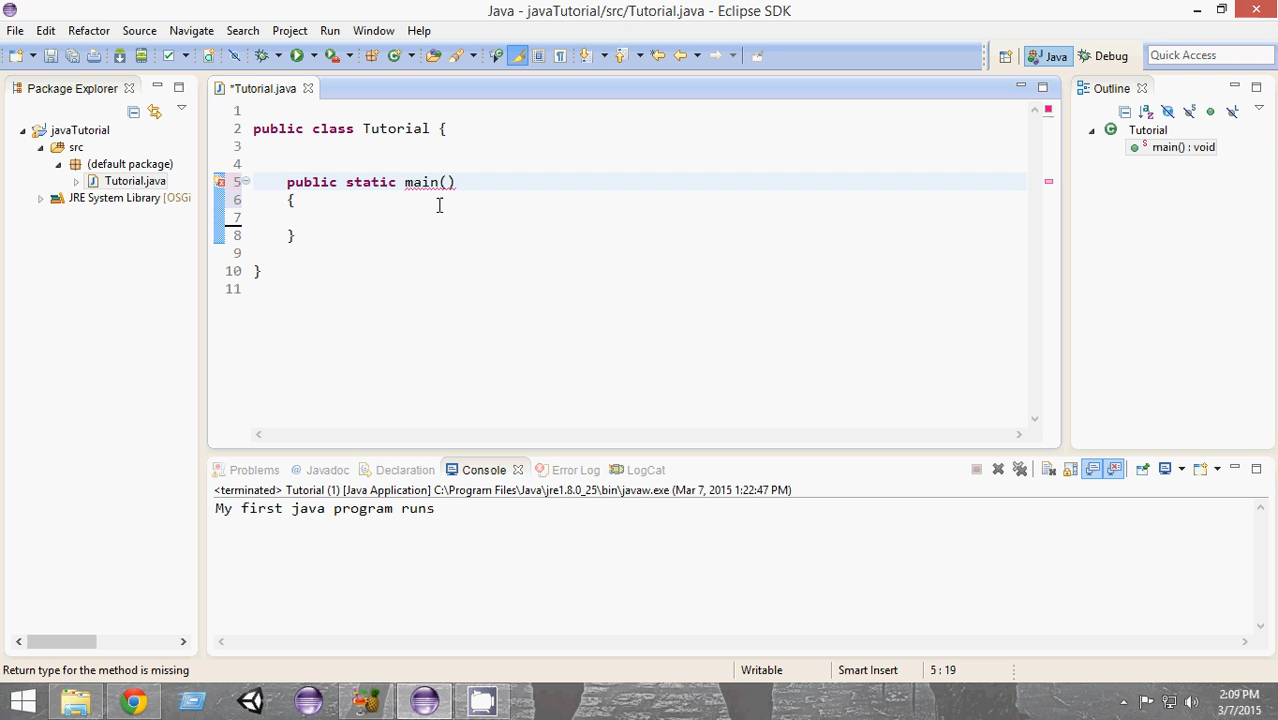 Java - javaTutorial/src/Tutorial.java - Eclipse SDK
File Edit Refactor Source Navigate Search Project Run Window Help
Java Debug Quick Access
Package Explorer
*Tutorial.java
Outline
javaTutorial
src
(default package)
Tutorial.java
JRE System Library [OSGi
1
2 public class Tutorial {
3
4
5 public static main()
6 {
7
8 }
9
10 }
11
Tutorial
main() : void
Problems Javadoc Declaration Console Error Log LogCat
<terminated> Tutorial (1) [Java Application] C:\Program Files\Java\jre1.8.0_25\bin\javaw.exe (Mar 7, 2015 1:22:47 PM)
My first java program runs
Return type for the method is missing Writable Smart Insert 5 : 19
2:09 PM
3/7/2015